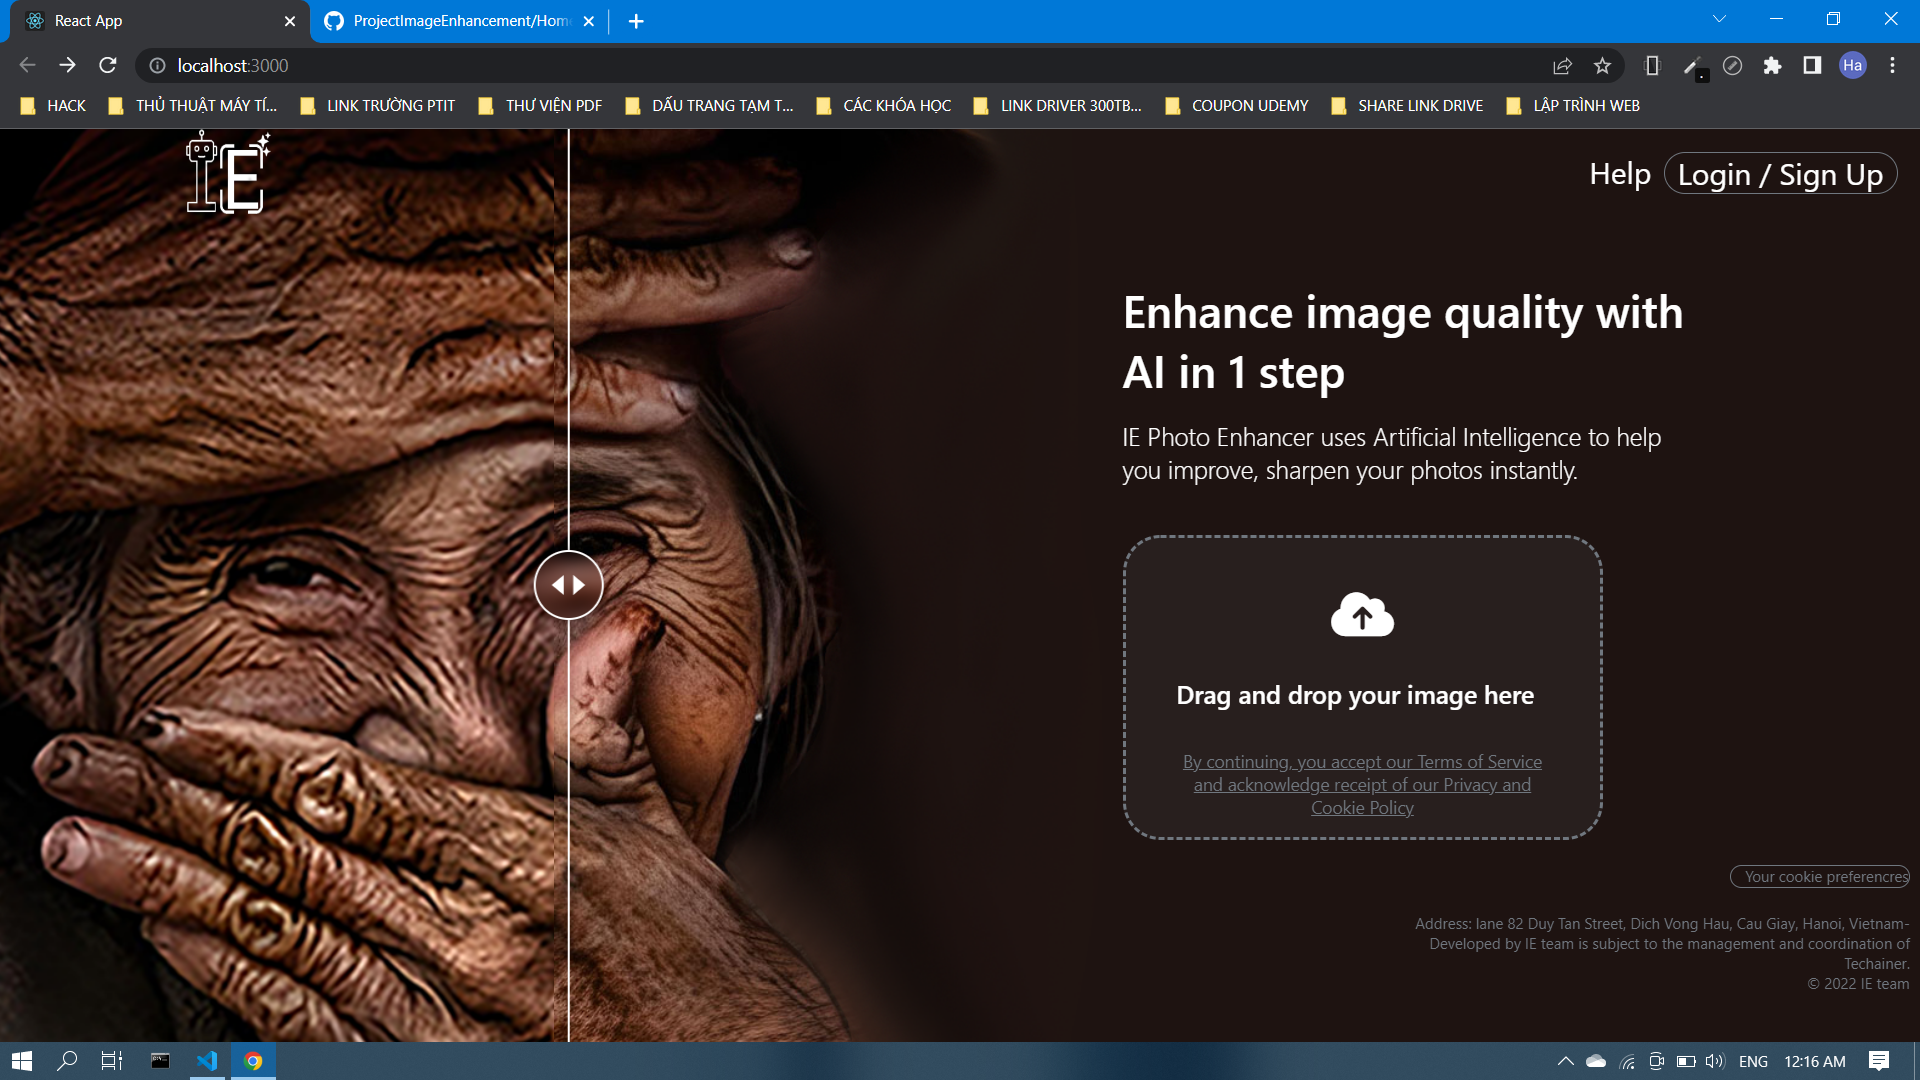 React App
ProjectImageEnhancement/Home
localhost:3000
Ha
HACK
THỦ THUẬT MÁY TÍ...
LINK TRƯỜNG PTIT
THƯ VIỆN PDF
DẤU TRANG TẠM T...
CÁC KHÓA HỌC
LINK DRIVER 300TB...
COUPON UDEMY
SHARE LINK DRIVE
LẬP TRÌNH WEB
IE
Help
Login / Sign Up
Enhance image quality with
AI in 1 step
IE Photo Enhancer uses Artificial Intelligence to help
you improve, sharpen your photos instantly.
Drag and drop your image here
By continuing, you accept our Terms of Service
and acknowledge receipt of our Privacy and
Cookie Policy
Your cookie preferencres
Address: lane 82 Duy Tan Street, Dich Vong Hau, Cau Giay, Hanoi, Vietnam-
Developed by IE team is subject to the management and coordination of
Techainer.
© 2022 IE team
ENG
12:16 AM